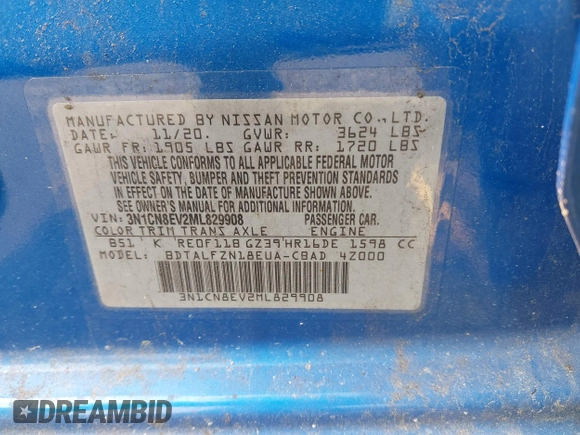 MANUFACTURED BY NISSAN MOTOR CO., LTD.
DATE: 11/20. GVWR: 3624 LBS
GAWR FR: 1905 LBS GAWR RR: 1720 LBS
THIS VEHICLE CONFORMS TO ALL APPLICABLE FEDERAL MOTOR
VEHICLE SAFETY, BUMPER AND THEFT PREVENTION STANDARDS
IN EFFECT ON THE DATE OF MANUFACTURE SHOWN ABOVE.
SEE OWNER'S MANUAL FOR ADDITIONAL INFORMATION.
VIN: 3N1CN8EV2ML829908 PASSENGER CAR.
COLOR TRIM TRANS AXLE ENGINE
B51 K RE0F11B GZ39 HR16DE 1598 CC
MODEL BDTALFZN18EUA-CBAD 4Z000
3N1CN8EV2ML829908
DREAMBID